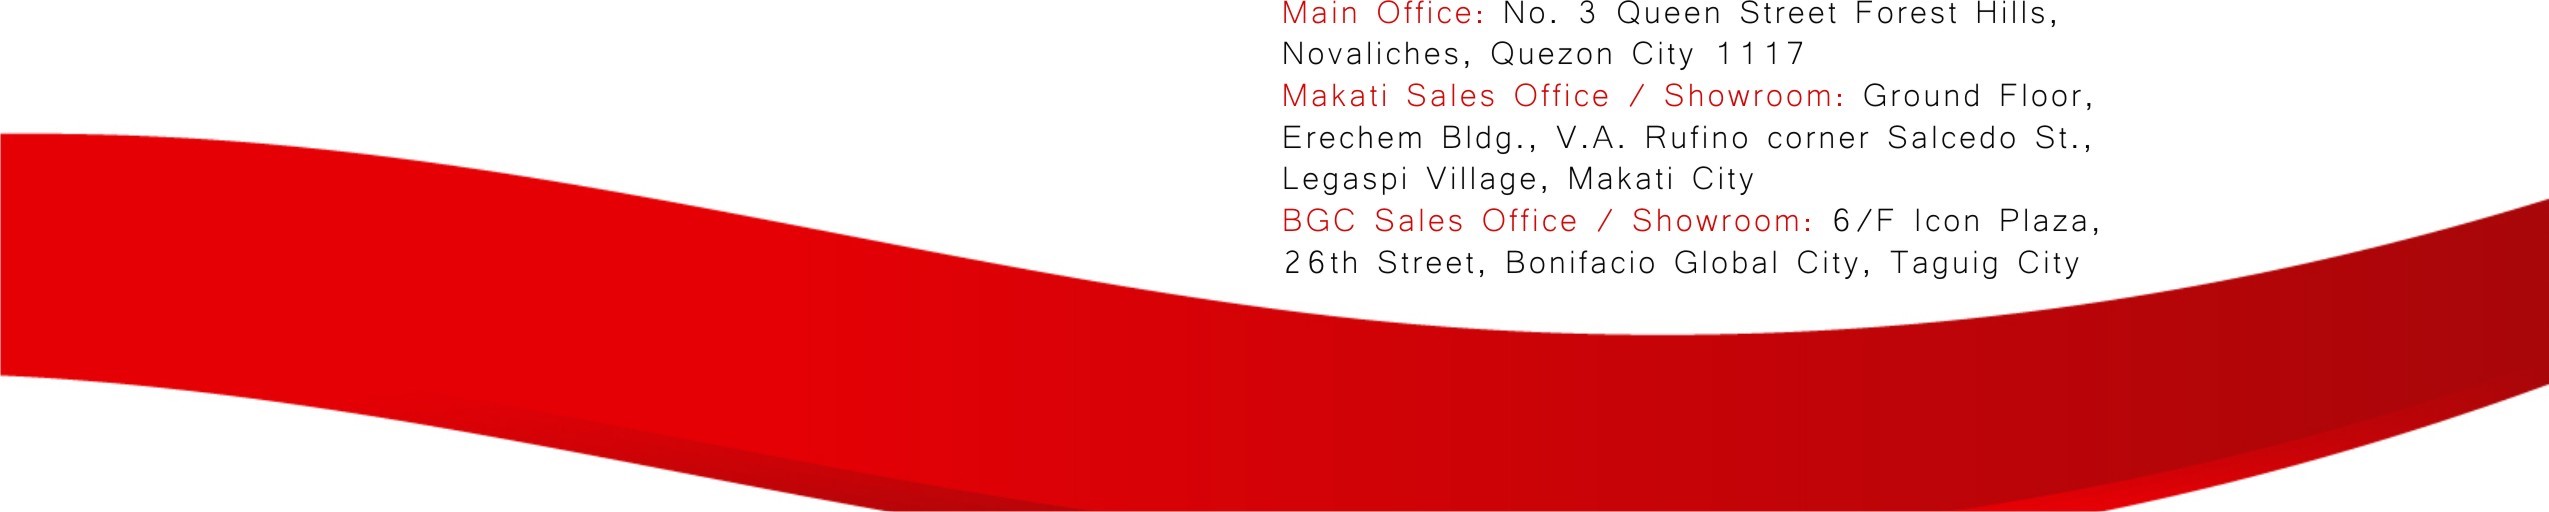 Main Office: No. 3 Queen Street Forest Hills,
Novaliches, Quezon City 1117
Makati Sales Office / Showroom: Ground Floor,
Erechem Bldg., V.A. Rufino corner Salcedo St.,
Legaspi Village, Makati City
BGC Sales Office / Showroom: 6/F Icon Plaza,
26th Street, Bonifacio Global City, Taguig City